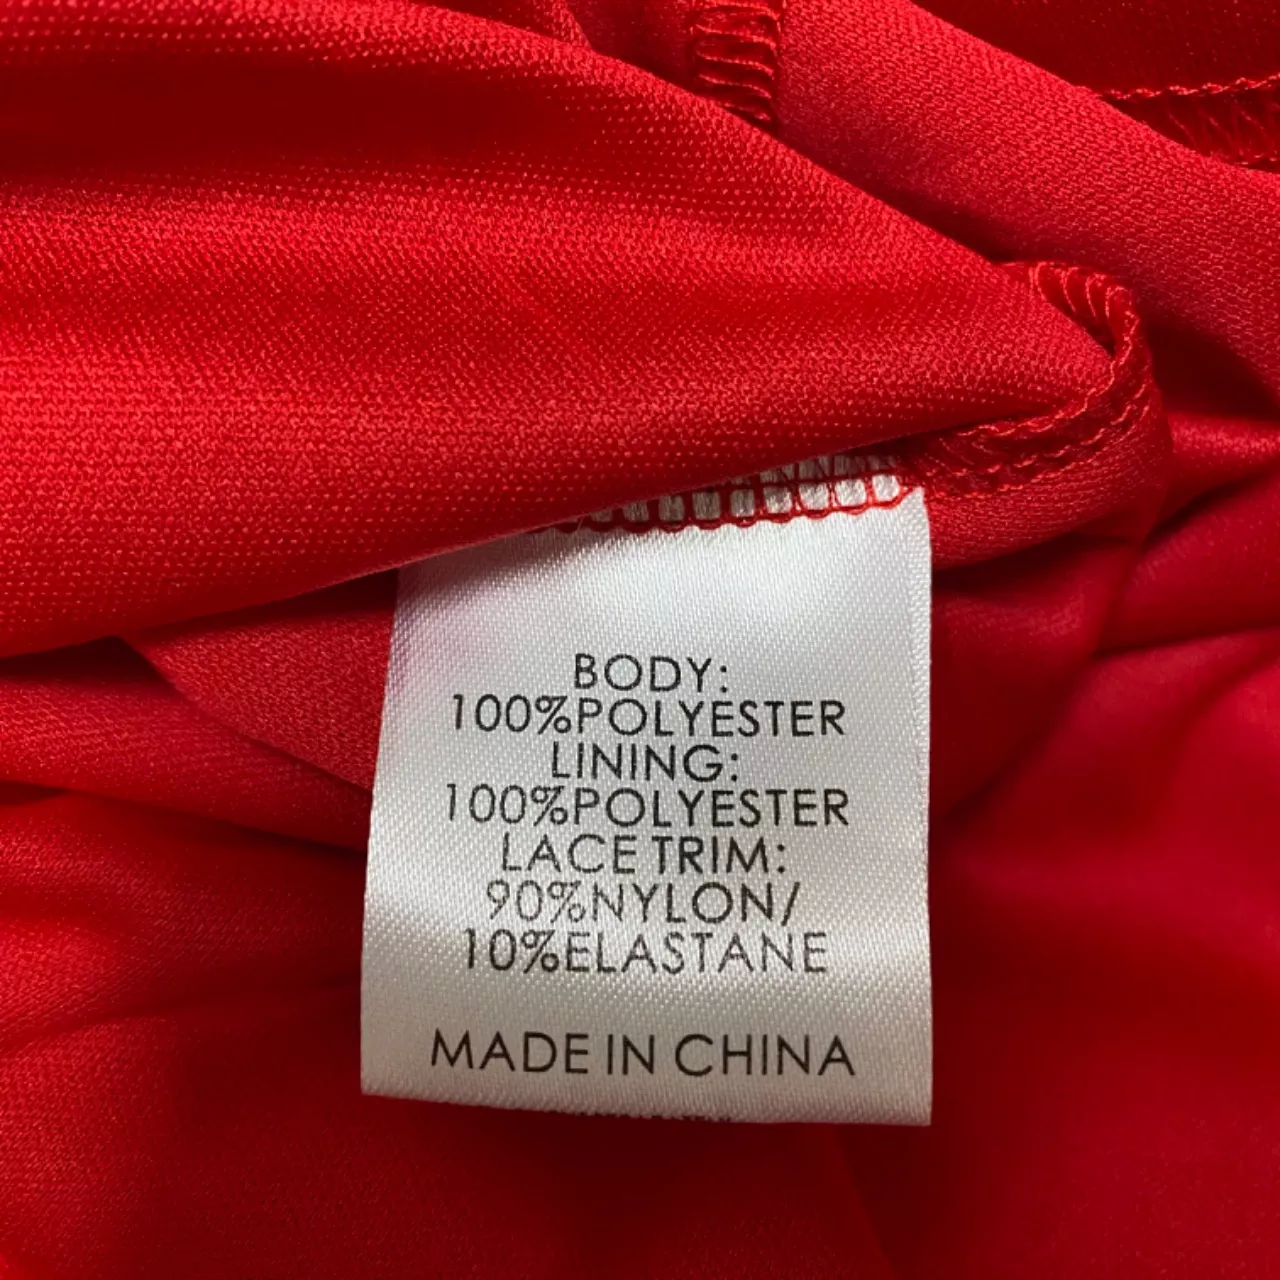 BODY:
100%POLYESTER
LINING:
100%POLYESTER
LACE TRIM:
90%NYLON/
10%ELASTANE
MADE IN CHINA